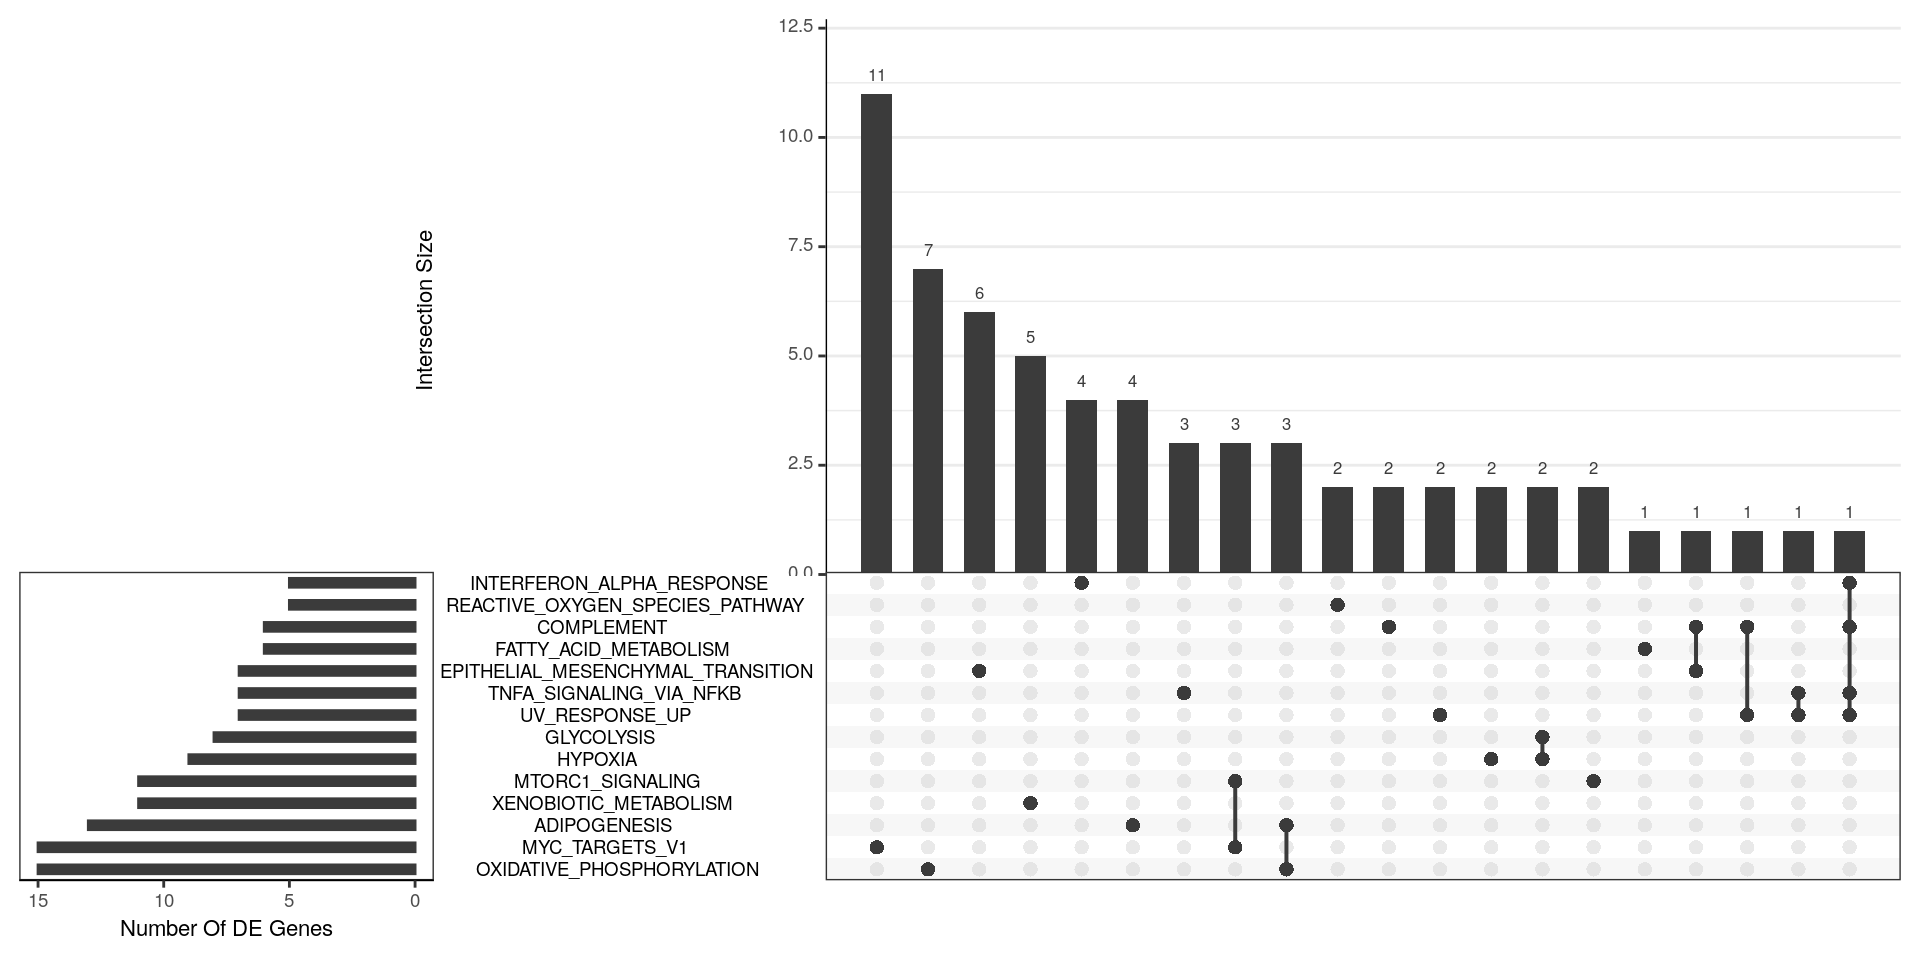 12.5
10.0
7.5
5.0
2.5
0.0
Intersection Size
11
7
6
5
4
4
3
3
3
2
2
2
2
2
2
1
1
1
1
1
INTERFERON_ALPHA_RESPONSE
REACTIVE_OXYGEN_SPECIES_PATHWAY
COMPLEMENT
FATTY_ACID_METABOLISM
EPITHELIAL_MESENCHYMAL_TRANSITION
TNFA_SIGNALING_VIA_NFKB
UV_RESPONSE_UP
GLYCOLYSIS
HYPOXIA
MTORC1_SIGNALING
XENOBIOTIC_METABOLISM
ADIPOGENESIS
MYC_TARGETS_V1
OXIDATIVE_PHOSPHORYLATION
15 10 5 0
Number Of DE Genes